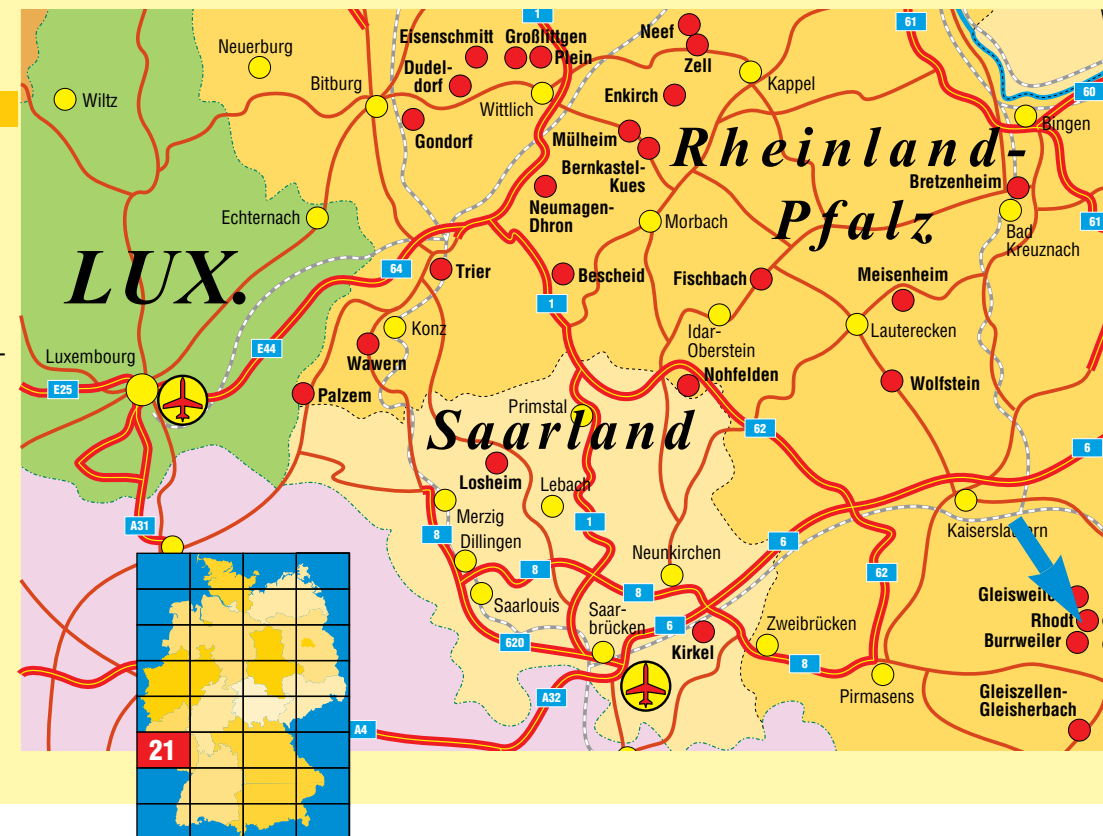 1
61
Neef
Eisenschmitt
Großlittgen
Neuerburg
Plein
Zell
Dudel-
dorf
Kappel
Bitburg
Wiltz
Wittlich
Enkirch
60
Bingen
Gondorf
Mülheim
Rheinland-
Bernkastel-
Kues
Bretzenheim
Neumagen-
Dhron
Echternach
Morbach
Pfalz
61
Bad
Kreuznach
LUX.
64
Trier
Bescheid
Fischbach
Meisenheim
1
Konz
Idar-
Oberstein
Lauterecken
Luxembourg
E44
Wawern
Nohfelden
Wolfstein
E25
Palzem
Primstal
62
Saarland
6
Losheim
Lebach
Merzig
1
A31
8
Dillingen
6
Kaiserslautern
Neunkirchen
8
62
8
Saarlouis
Gleisweiler
Saar-
brücken
6
Rhodt
620
Kirkel
Zweibrücken
Burrweiler
8
A32
Pirmasens
Gleiszellen-
Gleisherbach
A4
21